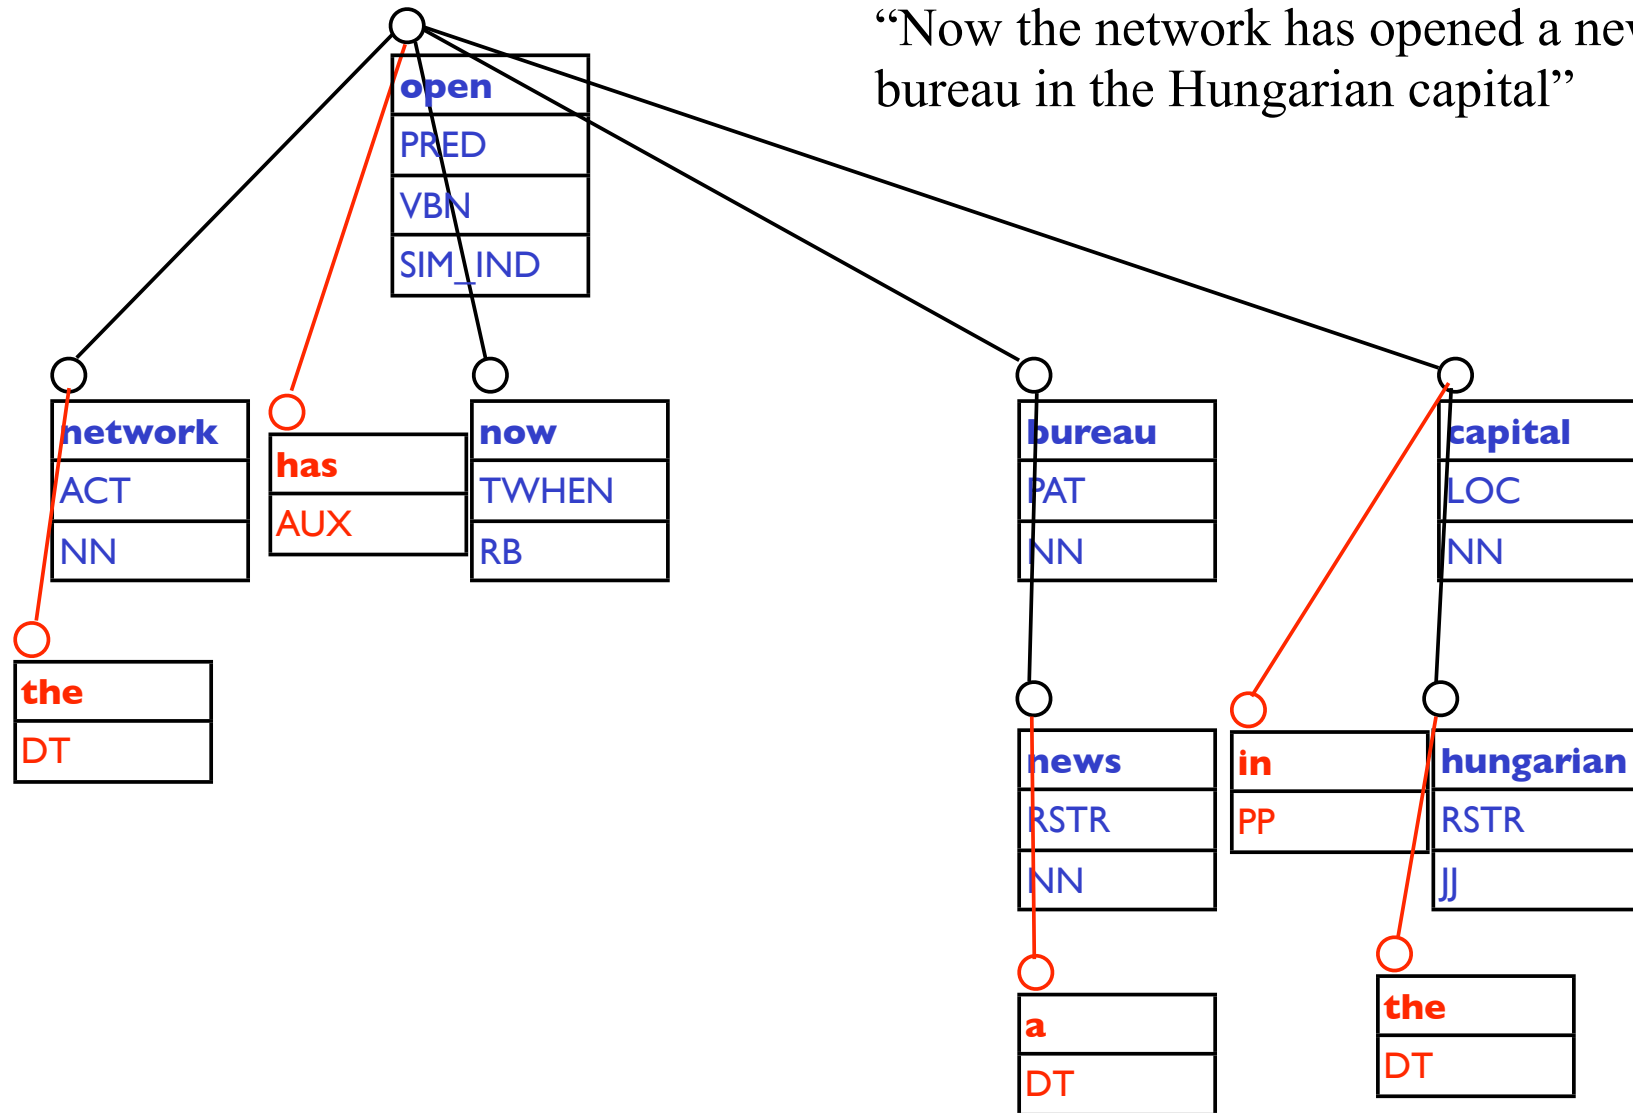 “Now the network has opened a new
bureau in the Hungarian capital”
open
PRED
VBN
SIM_IND
network
ACT
NN
has
AUX
now
TWHEN
RB
bureau
PAT
NN
capital
LOC
NN
the
DT
news
RSTR
NN
in
PP
hungarian
RSTR
JJ
a
DT
the
DT